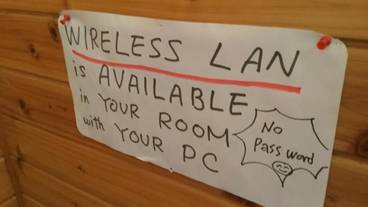 WIRELESS LAN
is AVAILABLE
in YOUR ROOM
with YOUR PC
No
Pass word